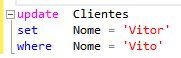 update Clientes
set Nome = 'Vitor'
where Nome = 'Vito'